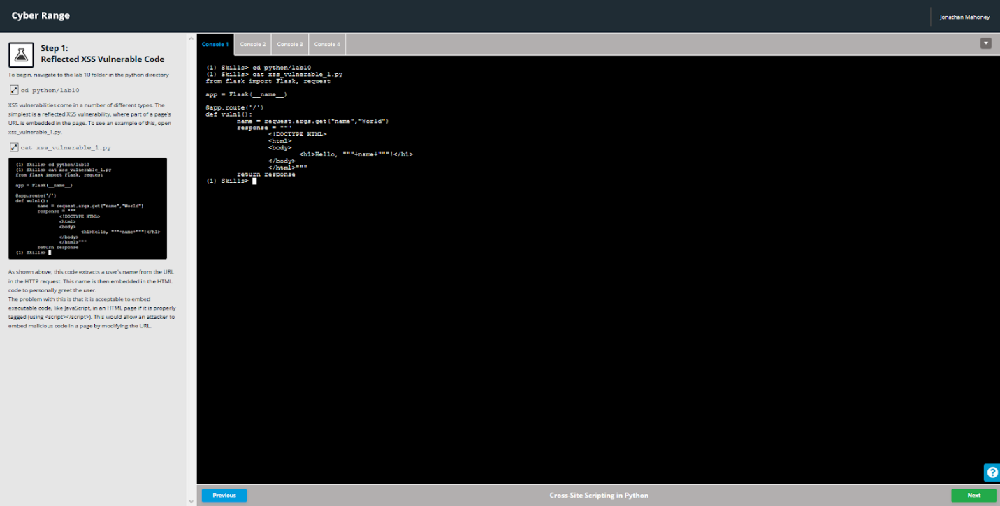 Cyber Range
Jonathan Mahoney
Step 1:
Reflected XSS Vulnerable Code
To begin, navigate to the lab 10 folder in the python directory
cd python/lab10
XSS vulnerabilities come in a number of different types. The
simplest is a reflected XSS vulnerability, where part of a page's
URL is embedded in the page. To see an example of this, open
xss_vulnerable_1.py.
cat xss_vulnerable_1.py
(1) Skills> cd python/lab10
(1) Skills> cat xss_vulnerable_1.py
from flask import Flask, request
app = Flask(__name__)
@app.route('/')
def vuln1():
name = request.args.get("name","World")
response = """
<!DOCTYPE HTML>
<html>
<body>
<h1>Hello, """+name+"""!</h1>
</body>
</html>"""
return response
(1) Skills>
As shown above, this code extracts a user's name from the URL
in the HTTP request. This name is then embedded in the HTML
code to personally greet the user.
The problem with this is that it is acceptable to embed
executable code, like JavaScript, in an HTML page if it is properly
tagged (using <script></script>). This would allow an attacker to
embed malicious code in a page by modifying the URL.
Console 1 Console 2 Console 3 Console 4
(1) Skills> cd python/lab10
(1) Skills> cat xss_vulnerable_1.py
from flask import Flask, request
app = Flask(__name__)
@app.route('/')
def vuln1():
name = request.args.get("name","World")
response = """
<!DOCTYPE HTML>
<html>
<body>
<h1>Hello, """+name+"""!</h1>
</body>
</html>"""
return response
(1) Skills>
?
Previous
Cross-Site Scripting in Python
Next